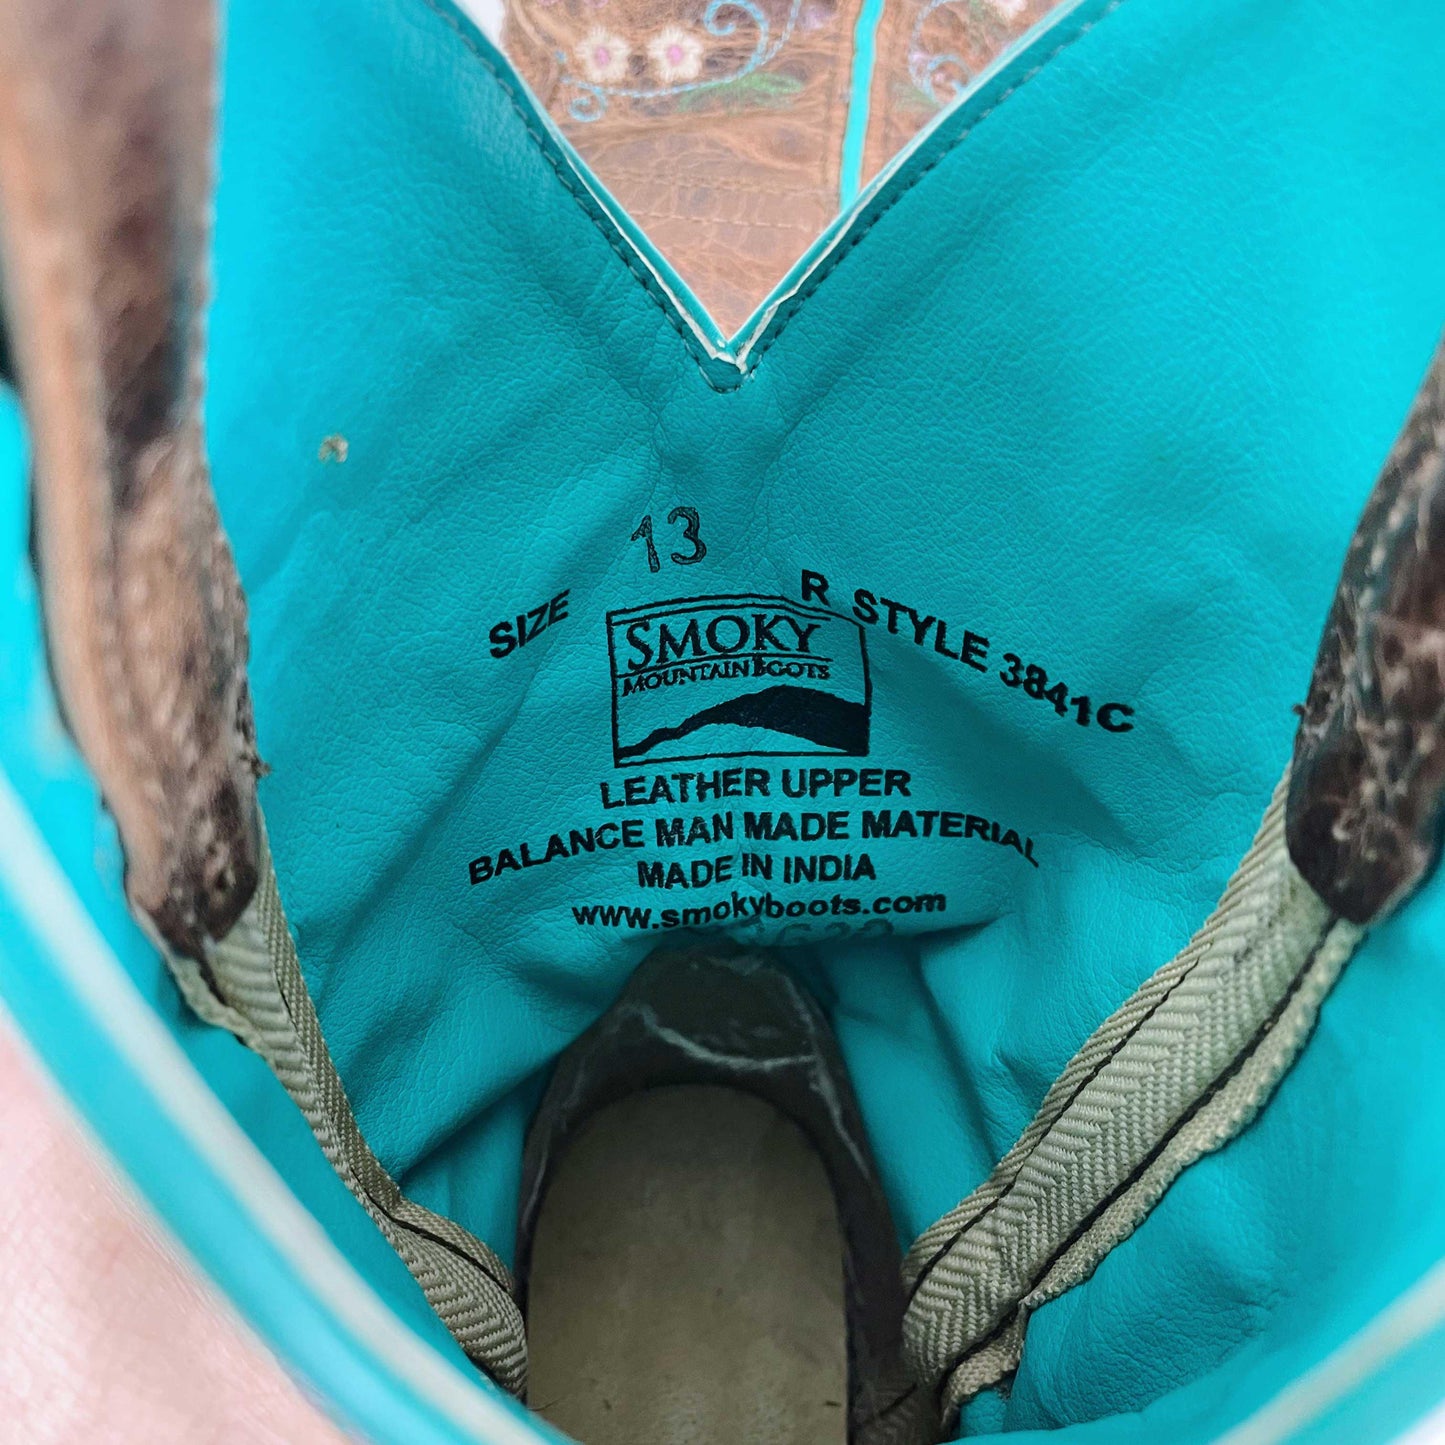 SIZE 13 R STYLE 3841C
SMOKY
MOUNTAIN BOOTS
LEATHER UPPER
BALANCE MAN MADE MATERIAL
MADE IN INDIA
www.smokyboots.com